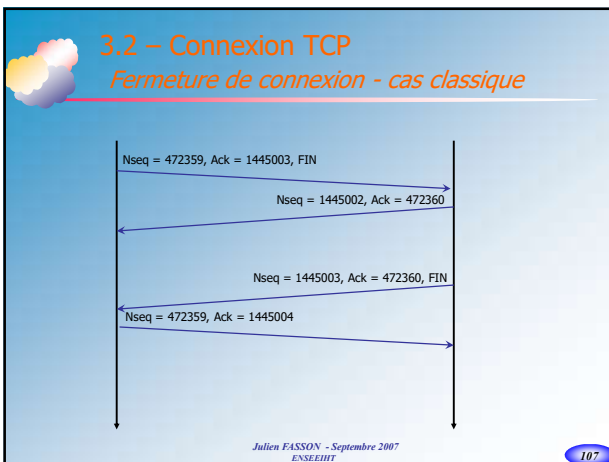 3.2 – Connexion TCP
Fermeture de connexion - cas classique
Nseq = 472359, Ack = 1445003, FIN
Nseq = 1445002, Ack = 472360
Nseq = 1445003, Ack = 472360, FIN
Nseq = 472359, Ack = 1445004
Julien FASSON - Septembre 2007
ENSEEIHT
107